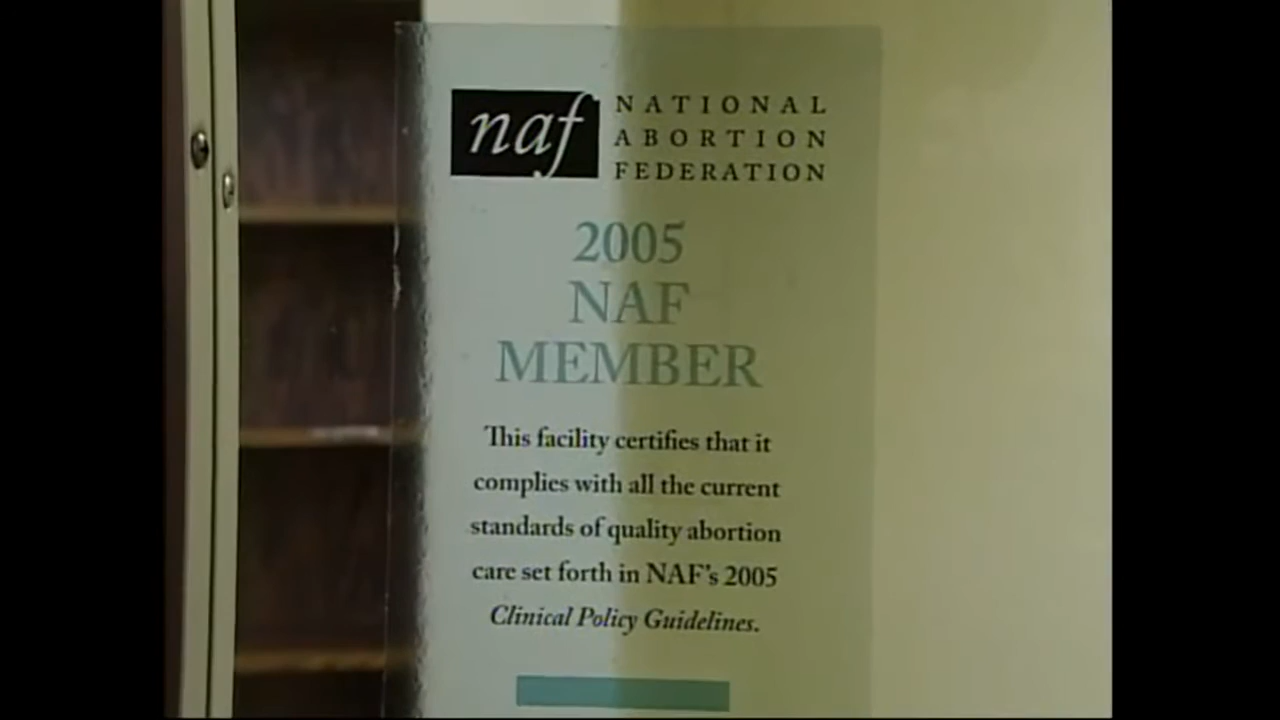 naf
NATIONAL
ABORTION
FEDERATION
2005
NAF
MEMBER
This facility certifies that it
complies with all the current
standards of quality abortion
care set forth in NAF's 2005
Clinical Policy Guidelines.